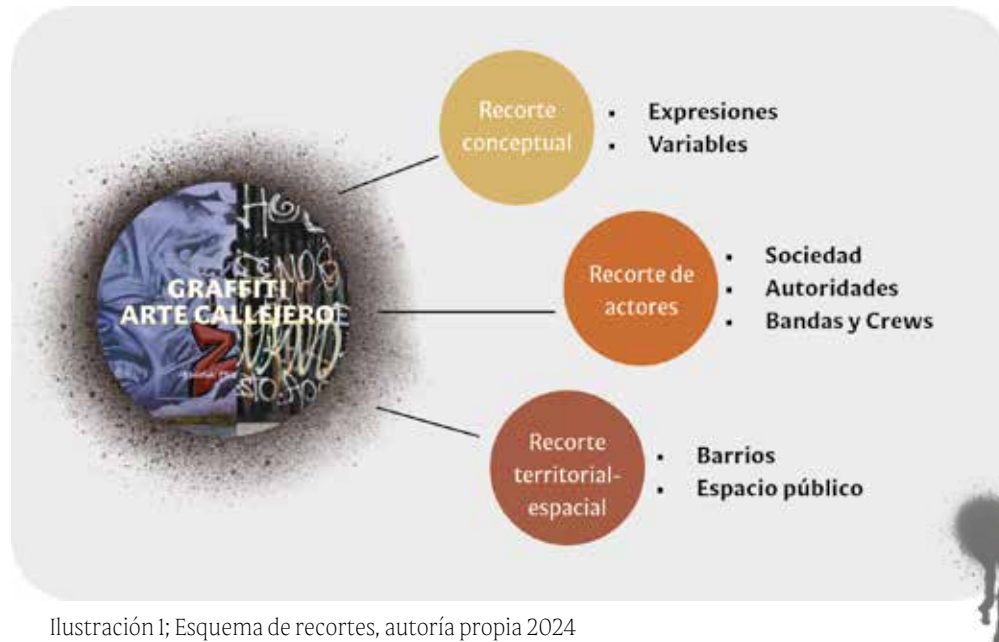 Recorte
conceptual
▪ Expresiones
▪ Variables
GRAFFITI
ARTE CALLEJERO
Recorte de
actores
▪ Sociedad
▪ Autoridades
▪ Bandas y Crews
Recorte
territorial-
espacial
▪ Barrios
▪ Espacio público
Ilustración 1; Esquema de recortes, autoría propia 2024